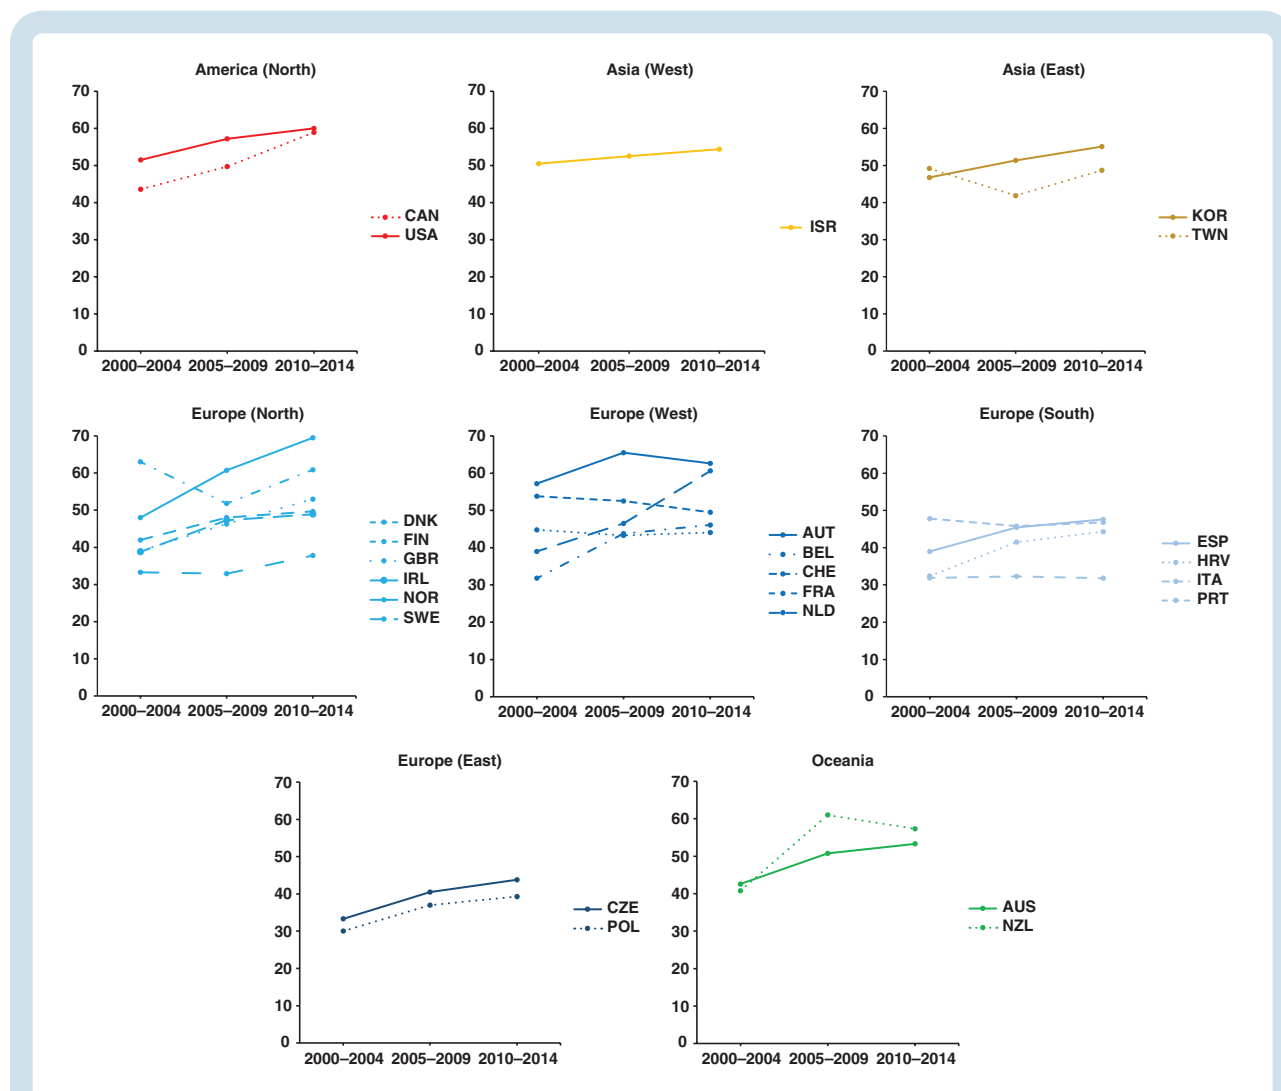 America (North)
70
60
50
40
30
20
10
0
2000–2004 2005–2009 2010–2014
CAN
USA
Asia (West)
70
60
50
40
30
20
10
0
2000–2004 2005–2009 2010–2014
ISR
Asia (East)
70
60
50
40
30
20
10
0
2000–2004 2005–2009 2010–2014
KOR
TWN
Europe (North)
70
60
50
40
30
20
10
0
2000–2004 2005–2009 2010–2014
DNK
FIN
GBR
IRL
NOR
SWE
Europe (West)
70
60
50
40
30
20
10
0
2000–2004 2005–2009 2010–2014
AUT
BEL
CHE
FRA
NLD
Europe (South)
70
60
50
40
30
20
10
0
2000–2004 2005–2009 2010–2014
ESP
HRV
ITA
PRT
Europe (East)
70
60
50
40
30
20
10
0
2000–2004 2005–2009 2010–2014
CZE
POL
Oceania
70
60
50
40
30
20
10
0
2000–2004 2005–2009 2010–2014
AUS
NZL